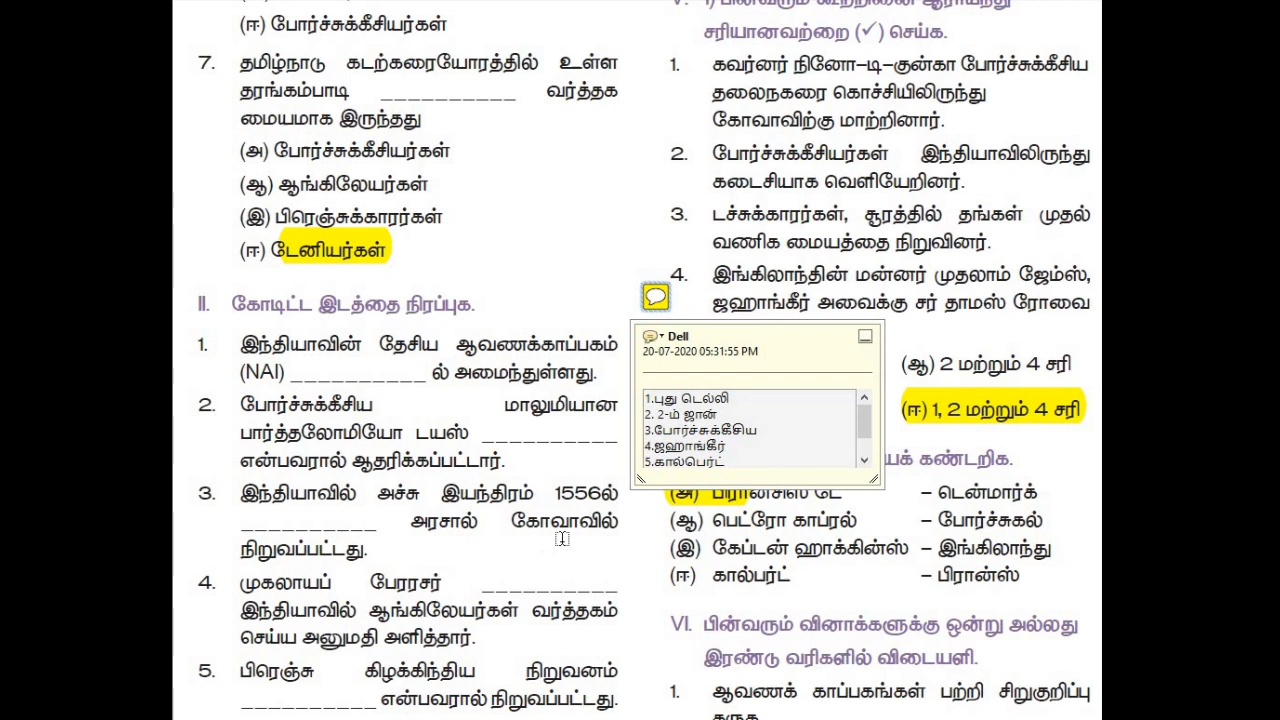 (ஈ) போர்ச்சுக்கீசியர்கள்
7. தமிழ்நாடு கடற்கரையோரத்தில் உள்ள
தரங்கம்பாடி __________ வர்த்தக
மையமாக இருந்தது
(அ) போர்ச்சுக்கீசியர்கள்
(ஆ) ஆங்கிலேயர்கள்
(இ) பிரெஞ்சுக்காரர்கள்
(ஈ) டேனியர்கள்
II. கோடிட்ட இடத்தை நிரப்புக.
1. இந்தியாவின் தேசிய ஆவணக்காப்பகம்
(NAI) __________ ல் அமைந்துள்ளது.
2. போர்ச்சுக்கீசிய மாலுமியான
பார்த்தலோமியோ டயஸ் __________
என்பவரால் ஆதரிக்கப்பட்டார்.
3. இந்தியாவில் அச்சு இயந்திரம் 1556ல்
__________ அரசால் கோவாவில்
நிறுவப்பட்டது.
4. முகலாயப் பேரரசர் __________
இந்தியாவில் ஆங்கிலேயர்கள் வர்த்தகம்
செய்ய அனுமதி அளித்தார்.
5. பிரெஞ்சு கிழக்கிந்திய நிறுவனம்
__________ என்பவரால் நிறுவப்பட்டது.
V. i) பின்வரும் கூற்றினை ஆராய்ந்து
சரியானவற்றை (✓) செய்க.
1. கவர்னர் நினோ-டி-குன்கா போர்ச்சுக்கீசிய
தலைநகரை கொச்சியிலிருந்து
கோவாவிற்கு மாற்றினார்.
2. போர்ச்சுக்கீசியர்கள் இந்தியாவிலிருந்து
கடைசியாக வெளியேறினர்.
3. டச்சுக்காரர்கள், சூரத்தில் தங்கள் முதல்
வணிக மையத்தை நிறுவினர்.
4. இங்கிலாந்தின் மன்னர் முதலாம் ஜேம்ஸ்,
ஜஹாங்கீர் அவைக்கு சர் தாமஸ் ரோவை
Dell
20-07-2020 05:31:55 PM
1.புது டெல்லி
2. 2-ம் ஜான்
3.போர்ச்சுக்கீசிய
4.ஜஹாங்கீர்
5.கால்பெர்ட்
(ஆ) 2 மற்றும் 4 சரி
(ஈ) 1, 2 மற்றும் 4 சரி
கண்டறிக.
(அ) பிரான்சிஸ் டே – டென்மார்க்
(ஆ) பெட்ரோ காப்ரல் – போர்ச்சுகல்
(இ) கேப்டன் ஹாக்கின்ஸ் – இங்கிலாந்து
(ஈ) கால்பர்ட் – பிரான்ஸ்
VI. பின்வரும் வினாக்களுக்கு ஒன்று அல்லது
இரண்டு வரிகளில் விடையளி.
1. ஆவணக் காப்பகங்கள் பற்றி சிறுகுறிப்பு